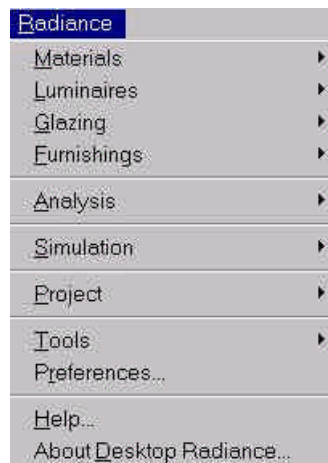 Radiance
Materials
Luminaires
Glazing
Furnishings
Analysis
Simulation
Project
Tools
Preferences...
Help...
About Desktop Radiance...